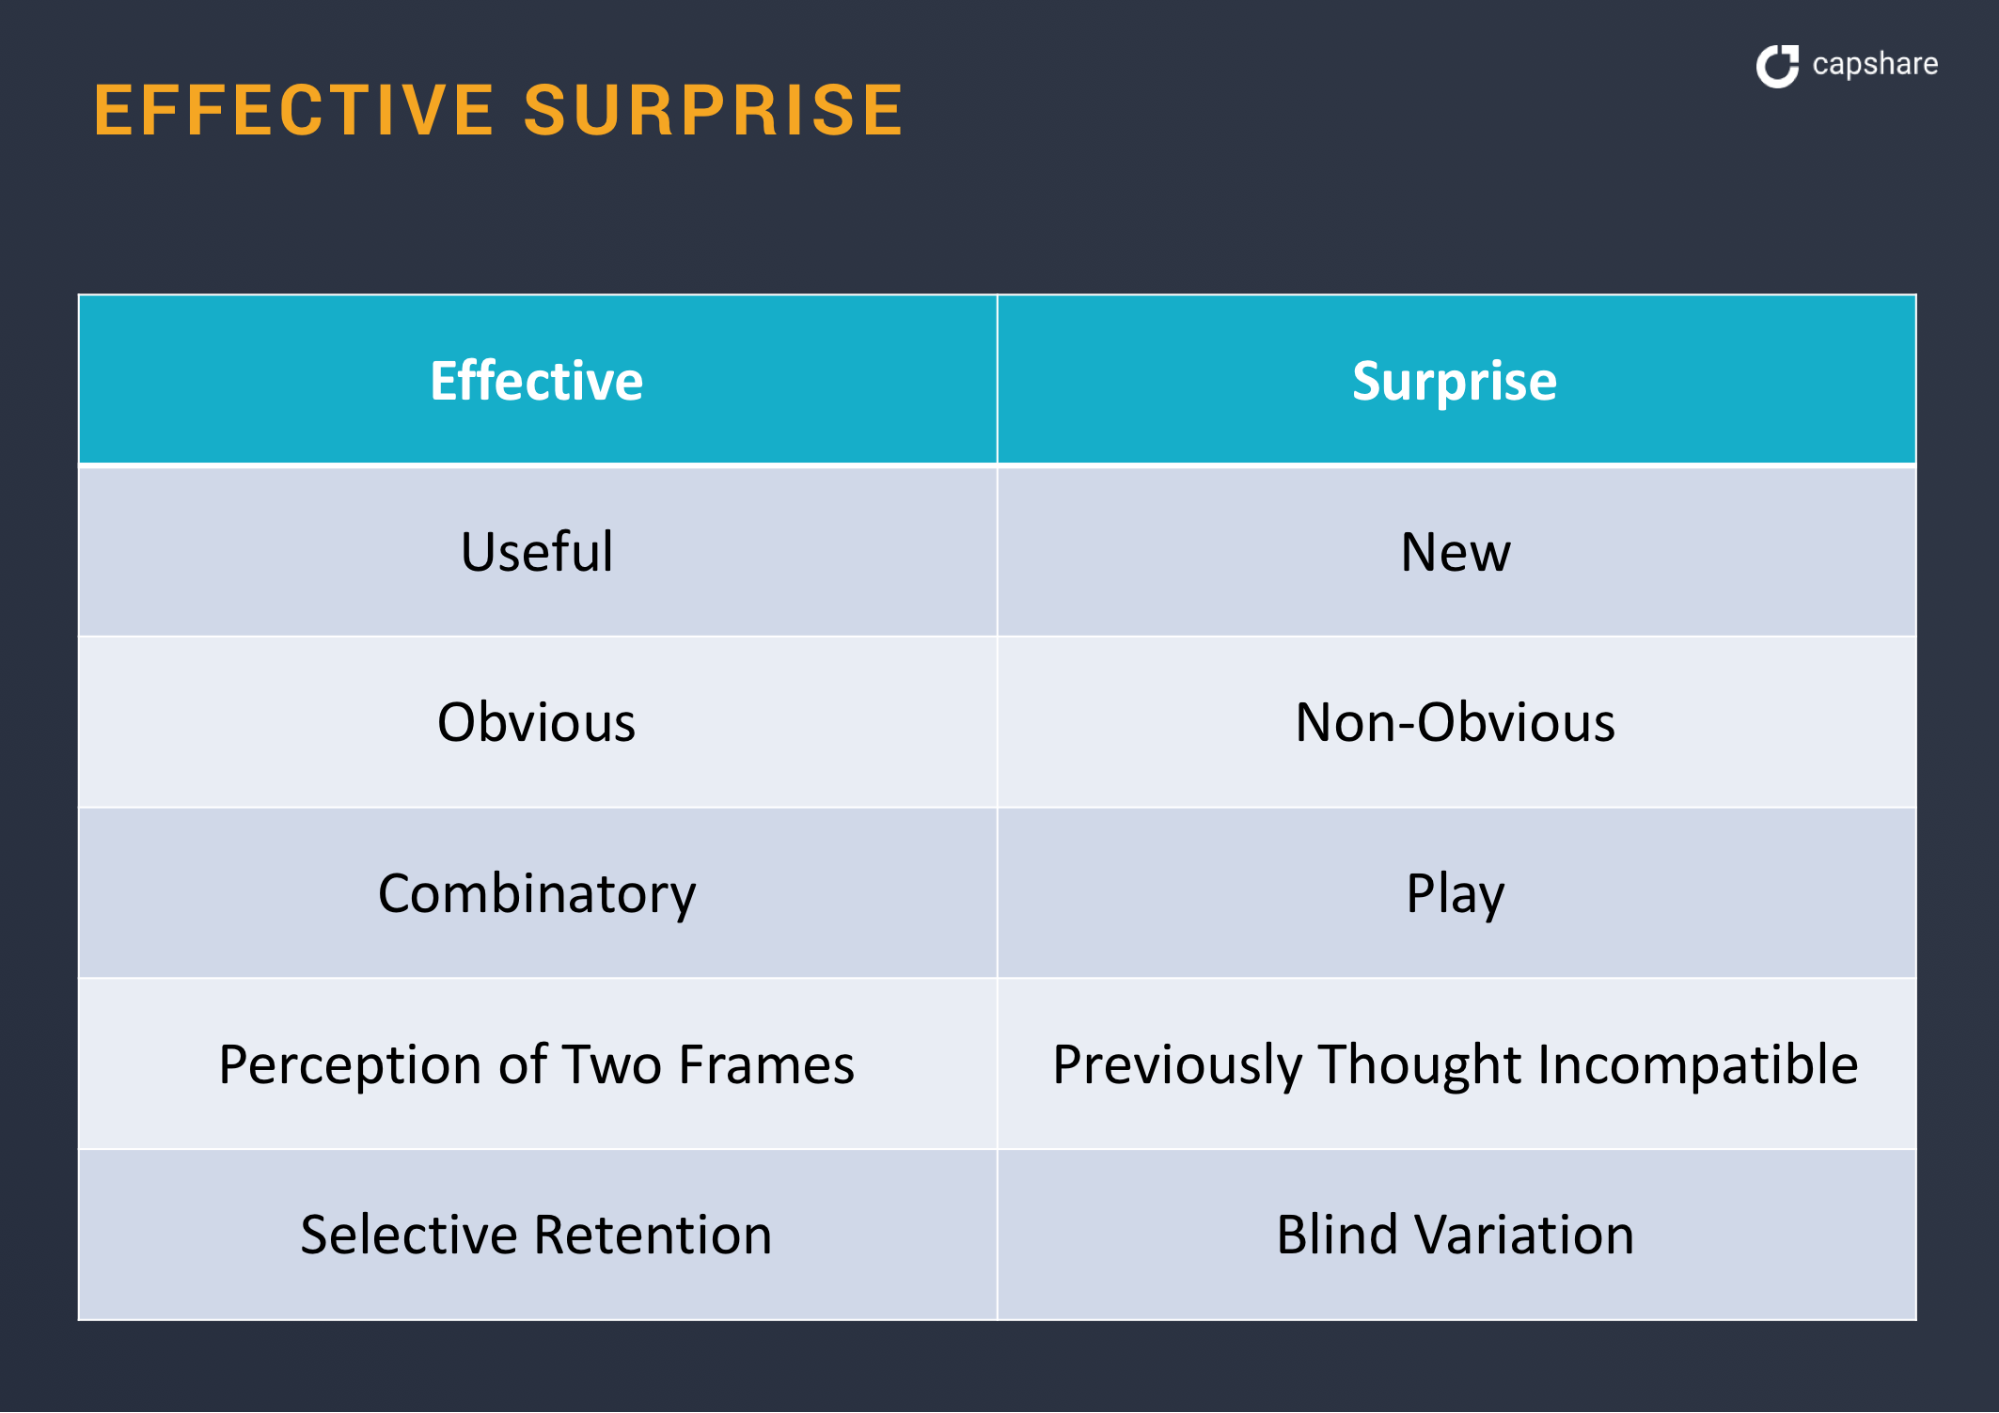 capshare
EFFECTIVE SURPRISE
Effective Surprise
Useful New
Obvious Non-Obvious
Combinatory Play
Perception of Two Frames Previously Thought Incompatible
Selective Retention Blind Variation